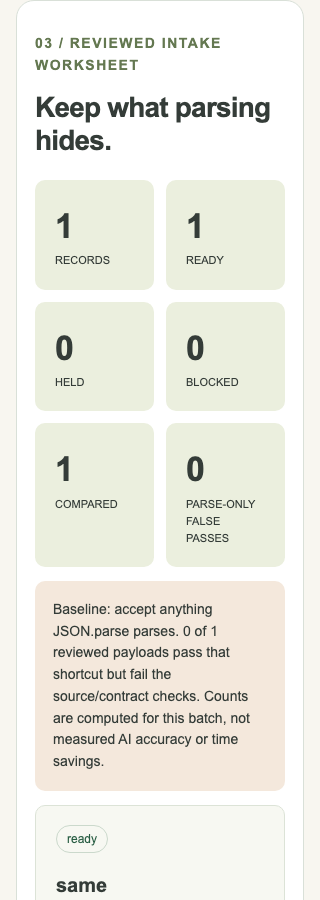 03 / REVIEWED INTAKE
WORKSHEET
Keep what parsing
hides.
1
RECORDS
1
READY
0
HELD
0
BLOCKED
1
COMPARED
0
PARSE-ONLY
FALSE
PASSES
Baseline: accept anything
JSON.parse parses. 0 of 1
reviewed payloads pass that
shortcut but fail the
source/contract checks. Counts
are computed for this batch, not
measured AI accuracy or time
savings.
ready
same